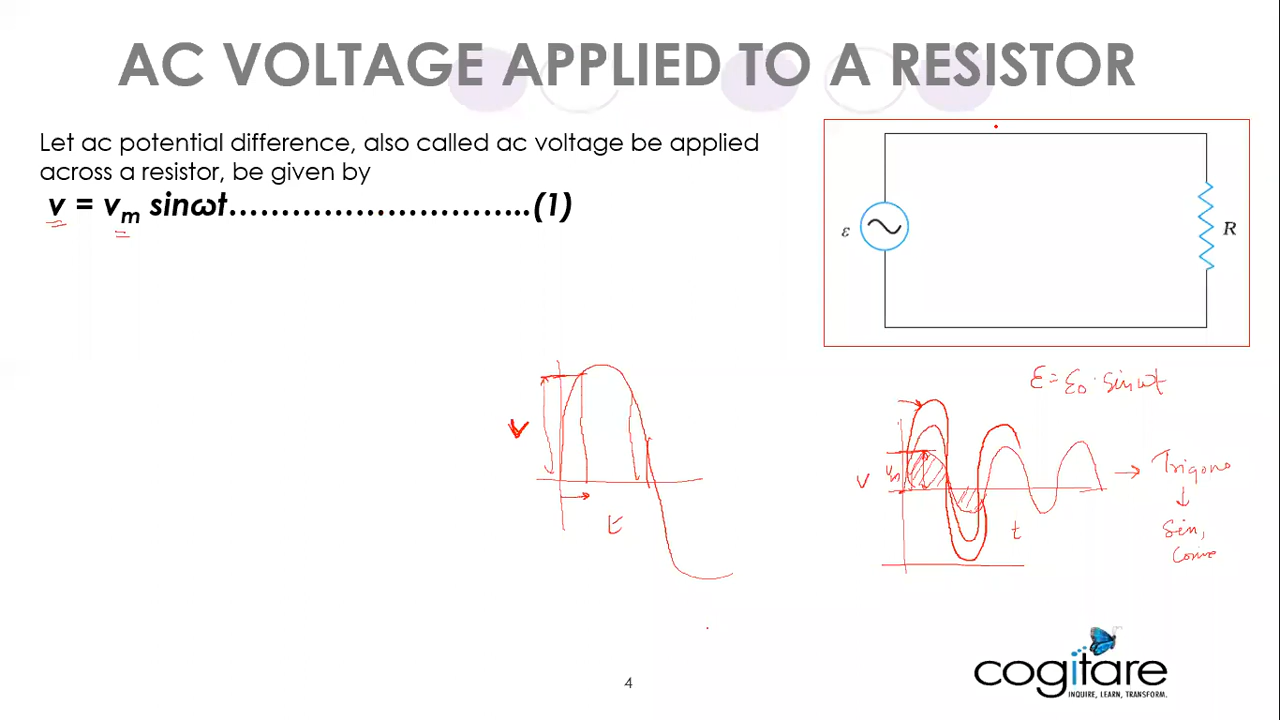 AC VOLTAGE APPLIED TO A RESISTOR
Let ac potential difference, also called ac voltage be applied
across a resistor, be given by
v = vm sinωt…………………………..(1)
ε
R
ε = ε0 · sinωt
v
t
v
vm
t
→ Trigono
↓
Sin,
cogitare
INQUIRE, LEARN, TRANSFORM.
4